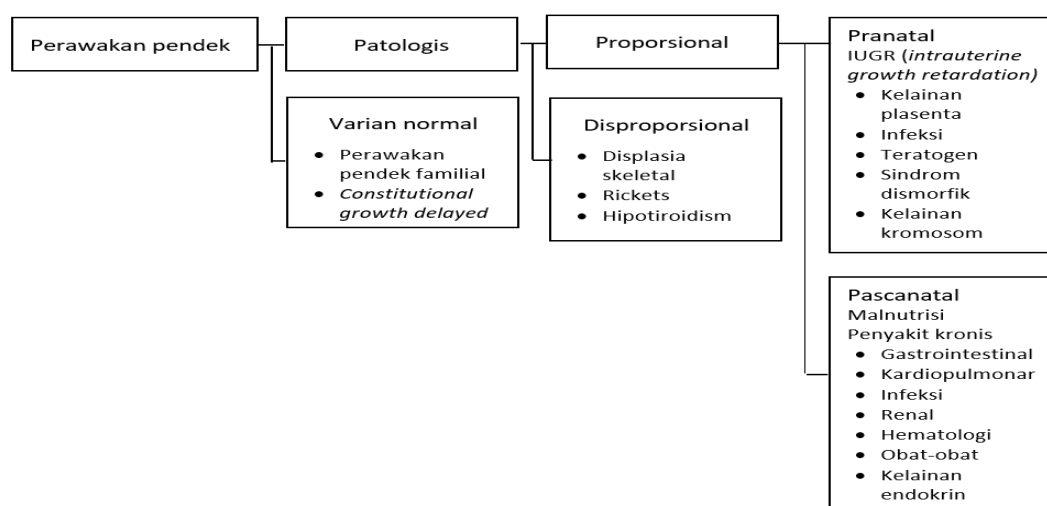 Perawakan pendek
Patologis
Varian normal
• Perawakan
pendek familial
• Constitutional
growth delayed
Proporsional
Disproporsional
• Displasia
skeletal
• Rickets
• Hipotiroidism
Pranatal
IUGR (intrauterine
growth retardation)
• Kelainan
plasenta
• Infeksi
• Teratogen
• Sindrom
dismorfik
• Kelainan
kromosom
Pascanatal
Malnutrisi
Penyakit kronis
• Gastrointestinal
• Kardiopulmonar
• Infeksi
• Renal
• Hematologi
• Obat-obat
• Kelainan
endokrin